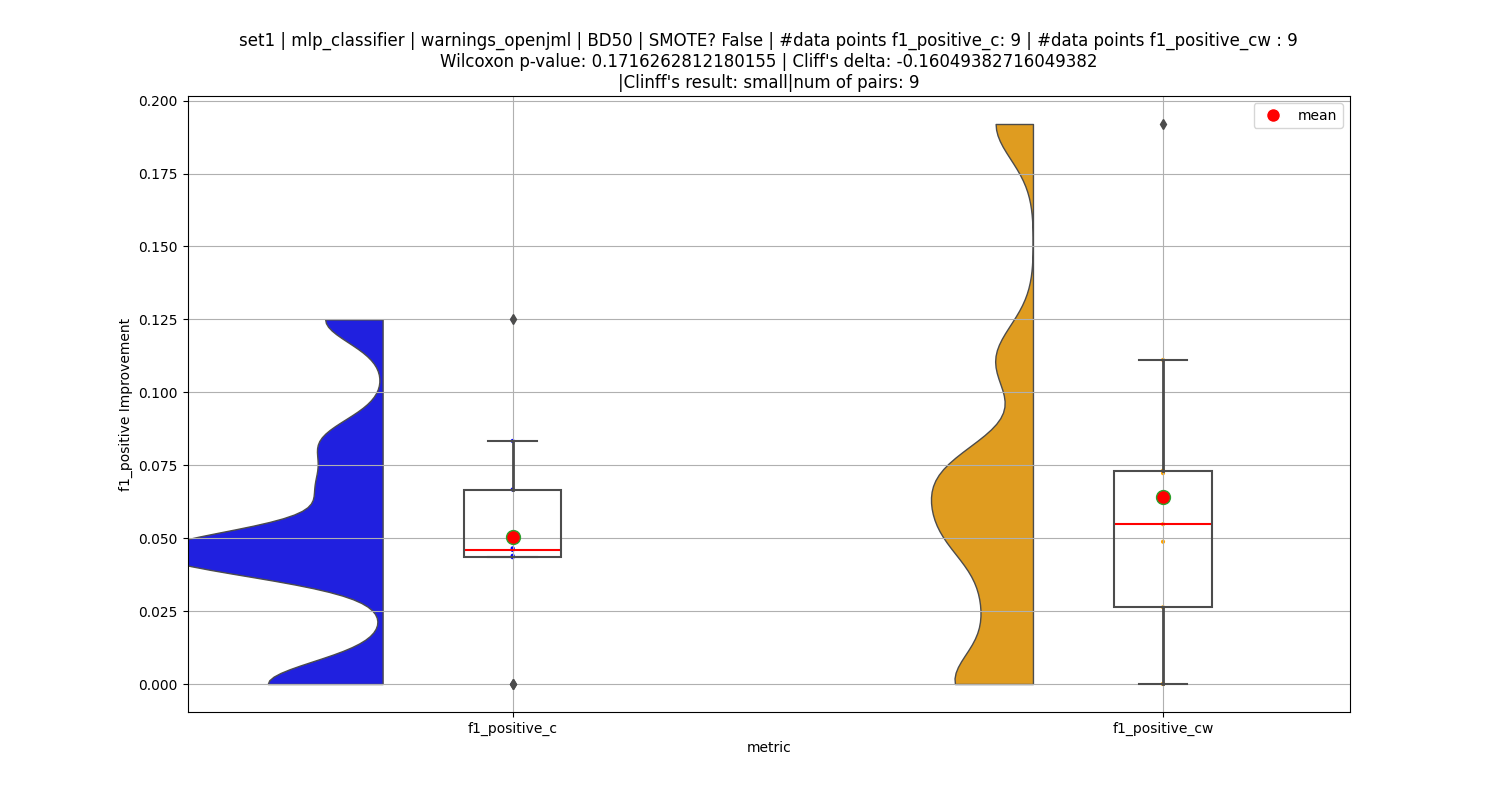 set1 | mlp_classifier | warnings_openjml | BD50 | SMOTE? False | #data points f1_positive_c: 9 | #data points f1_positive_cw : 9
Wilcoxon p-value: 0.1716262812180155 | Cliff's delta: -0.16049382716049382
|Clinff's result: small|num of pairs: 9
mean
0.200
0.175
0.150
0.125
0.100
0.075
0.050
0.025
0.000
f1_positive Improvement
f1_positive_c
f1_positive_cw
metric